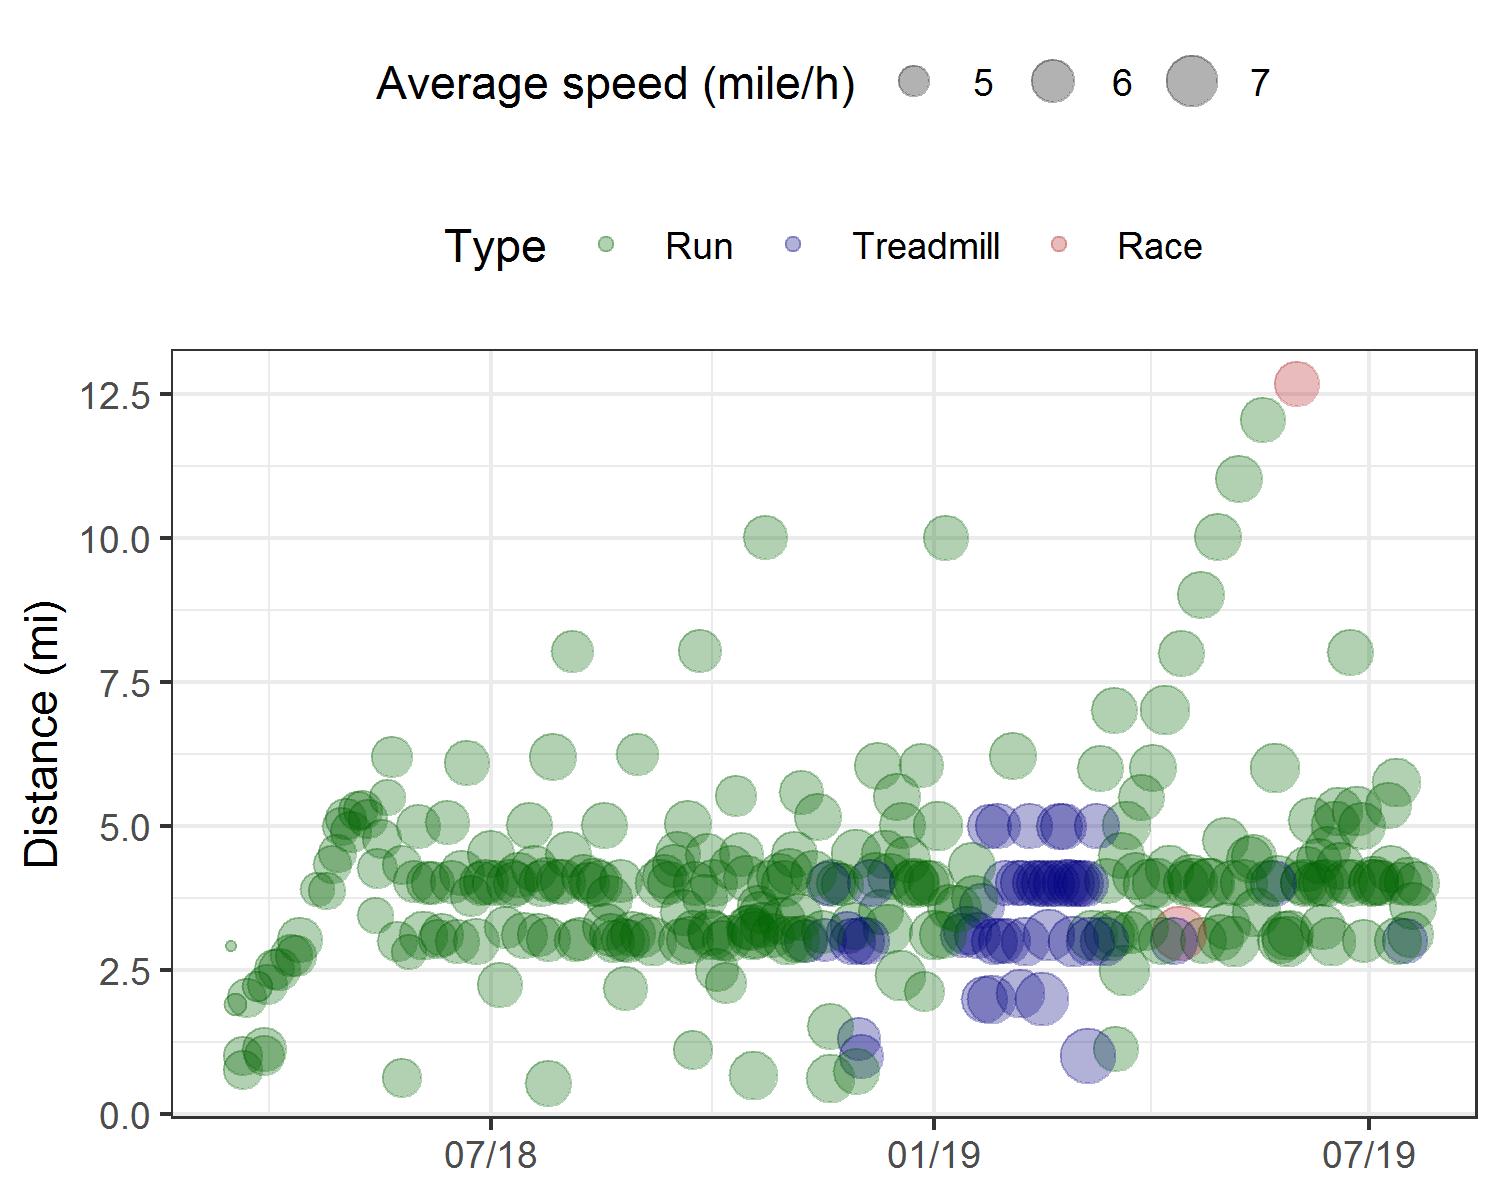 Average speed (mile/h) 5 6 7
Type Run Treadmill Race
Distance (mi)
12.5
10.0
7.5
5.0
2.5
0.0
07/18 01/19 07/19